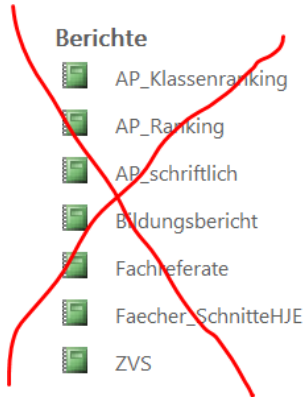 Berichte
AP_Klassenranking
AP_Ranking
AP_schriftlich
Bildungsbericht
Fachreferate
Faecher_SchnitteHJE
ZVS